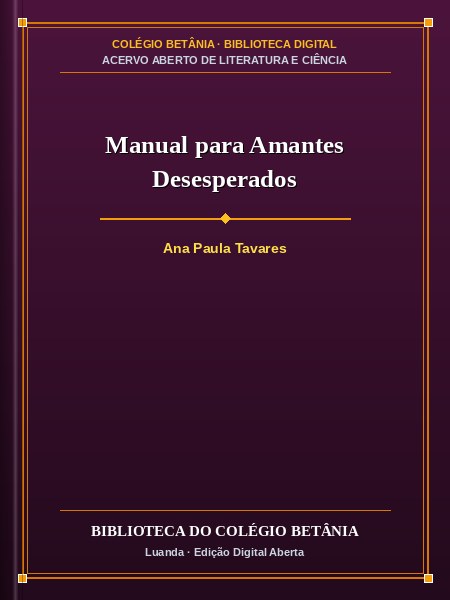 COLÉGIO BETÂNIA · BIBLIOTECA DIGITAL
ACERVO ABERTO DE LITERATURA E CIÊNCIA
Manual para Amantes
Desesperados
Ana Paula Tavares
BIBLIOTECA DO COLÉGIO BETÂNIA
Luanda · Edição Digital Aberta